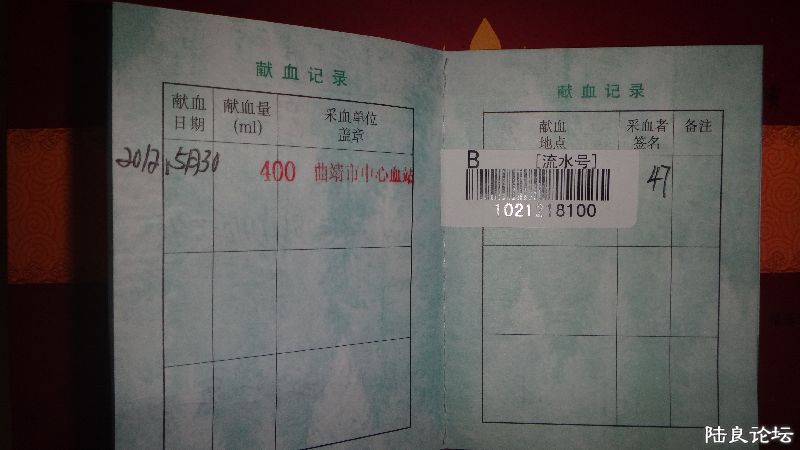 献血记录
献血日期
献血量(ml)
采血单位盖章
2012.5月30
400
曲靖市中心血站
献血记录
献血地点
采血者签名
备注
B
[流水号]
47
陆良论坛